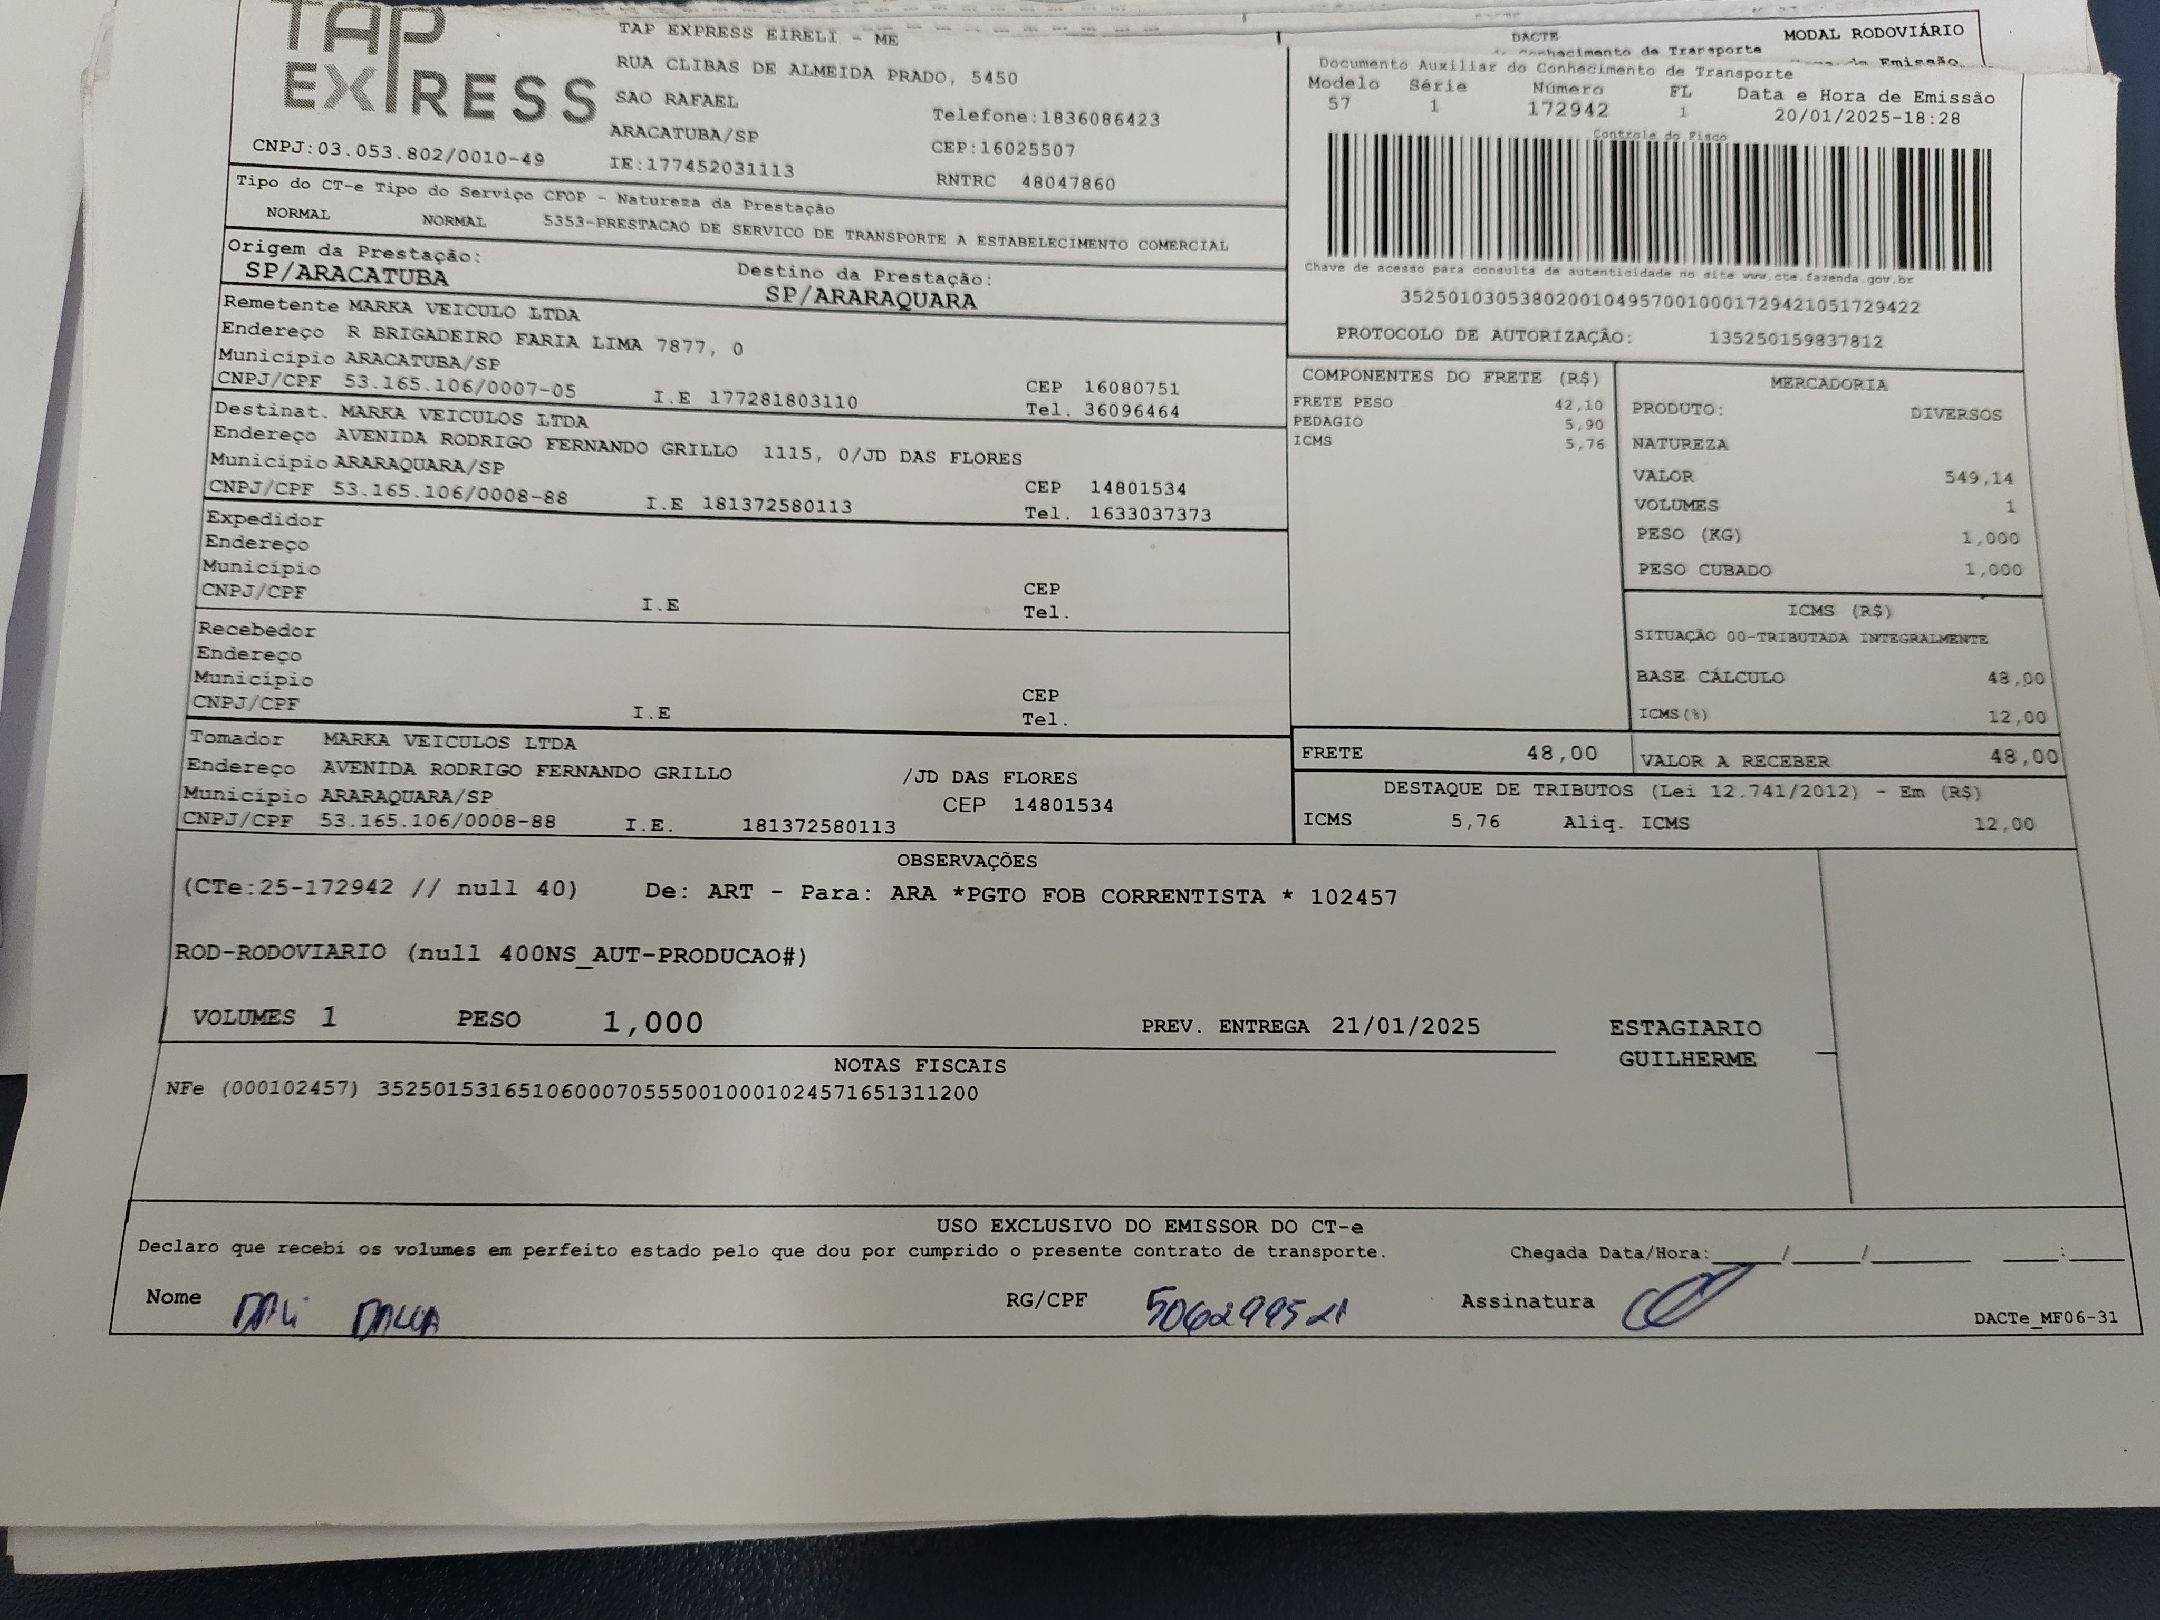 TAP
EXPRESS
CNPJ:03.053.802/0010-49
TAP EXPRESS EIRELI - ME
RUA CLIBAS DE ALMEIDA PRADO, 5450
SAO RAFAEL
ARACATUBA/SP
IE:177452031113
Telefone:1836086423
CEP:16025507
RNTRC 48047860
DACTE
MODAL RODOVIÁRIO
Documento Auxiliar do Conhecimento de Transporte
Modelo Série Número FL Data e Hora de Emissão
57 1 172942 1 20/01/2025-18:28
Controle do Fisco
Chave de acesso para consulta de autenticidade no site www.cte.fazenda.gov.br
35250103053802001049570010001729421051729422
PROTOCOLO DE AUTORIZAÇÃO: 135250159837812
Tipo do CT-e Tipo do Serviço CFOP - Natureza da Prestação
NORMAL NORMAL 5353-PRESTACAO DE SERVICO DE TRANSPORTE A ESTABELECIMENTO COMERCIAL
Origem da Prestação: Destino da Prestação:
SP/ARACATUBA SP/ARARAQUARA
Remetente MARKA VEICULO LTDA
Endereço R BRIGADEIRO FARIA LIMA 7877, 0
Município ARACATUBA/SP CEP 16080751
CNPJ/CPF 53.165.106/0007-05 I.E 177281803110 Tel. 36096464
Destinat. MARKA VEICULOS LTDA
Endereço AVENIDA RODRIGO FERNANDO GRILLO 1115, 0/JD DAS FLORES
Município ARARAQUARA/SP CEP 14801534
CNPJ/CPF 53.165.106/0008-88 I.E 181372580113 Tel. 1633037373
Expedidor
Endereço
Município CEP
CNPJ/CPF I.E Tel.
Recebedor
Endereço
Município CEP
CNPJ/CPF I.E Tel.
Tomador MARKA VEICULOS LTDA
Endereço AVENIDA RODRIGO FERNANDO GRILLO /JD DAS FLORES
Município ARARAQUARA/SP CEP 14801534
CNPJ/CPF 53.165.106/0008-88 I.E. 181372580113
COMPONENTES DO FRETE (R$)
FRETE PESO 42,10
PEDAGIO 5,90
ICMS 5,76
MERCADORIA
PRODUTO: DIVERSOS
NATUREZA
VALOR 549,14
VOLUMES 1
PESO (KG) 1,000
PESO CUBADO 1,000
ICMS (R$)
SITUAÇÃO 00-TRIBUTADA INTEGRALMENTE
BASE CÁLCULO 48,00
ICMS(%) 12,00
FRETE 48,00 VALOR A RECEBER 48,00
DESTAQUE DE TRIBUTOS (Lei 12.741/2012) - Em (R$)
ICMS 5,76 Aliq. ICMS 12,00
OBSERVAÇÕES
(CTe:25-172942 // null 40) De: ART - Para: ARA *PGTO FOB CORRENTISTA * 102457
ROD-RODOVIARIO (null 400NS_AUT-PRODUCAO#)
VOLUMES 1 PESO 1,000 PREV. ENTREGA 21/01/2025 ESTAGIARIO
GUILHERME
NOTAS FISCAIS
NFe (000102457) 35250153165106000705550010001024571651311200
USO EXCLUSIVO DO EMISSOR DO CT-e
Declaro que recebi os volumes em perfeito estado pelo que dou por cumprido o presente contrato de transporte. Chegada Data/Hora:____/____/______ ___:___
Nome RG/CPF Assinatura
DACTe_MF06-31